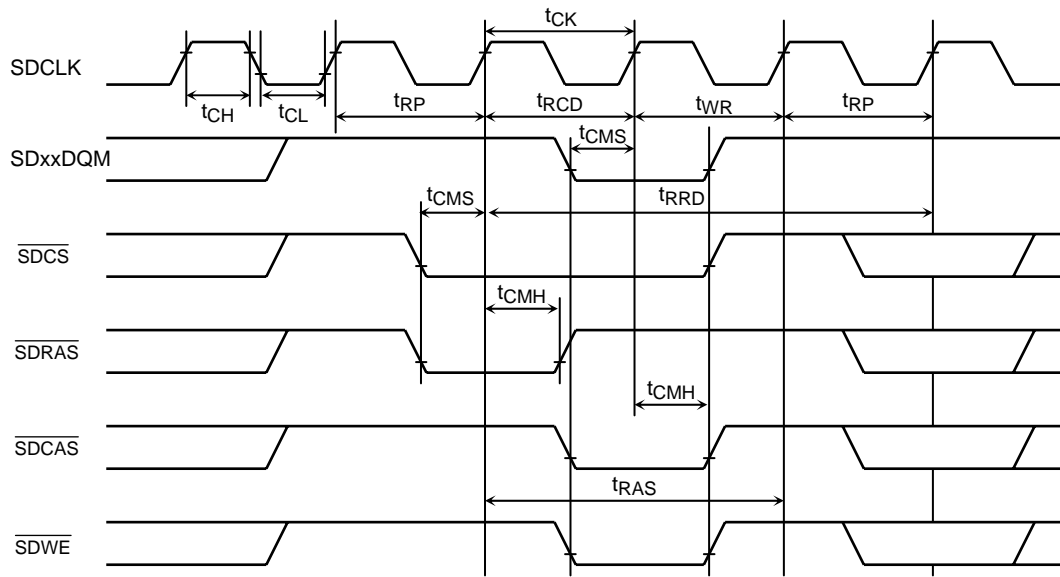 tCK
SDCLK
tCH tCL tRP tRCD tWR tRP
SDxxDQM
tCMS
tCMS tRRD
SDCS
tCMH
SDRAS
tCMH
SDCAS
tRAS
SDWE